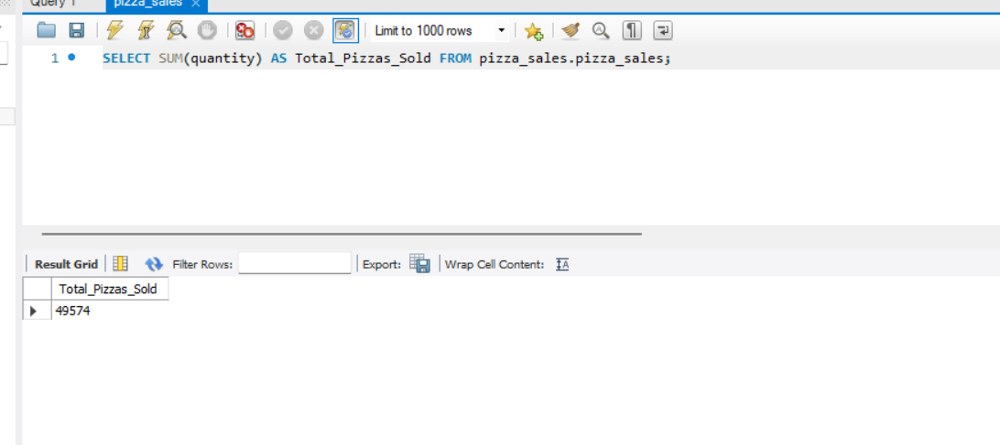 Query 1 pizza_sales
Limit to 1000 rows
1 SELECT SUM(quantity) AS Total_Pizzas_Sold FROM pizza_sales.pizza_sales;
Result Grid Filter Rows: Export: Wrap Cell Content: IA
Total_Pizzas_Sold
49574